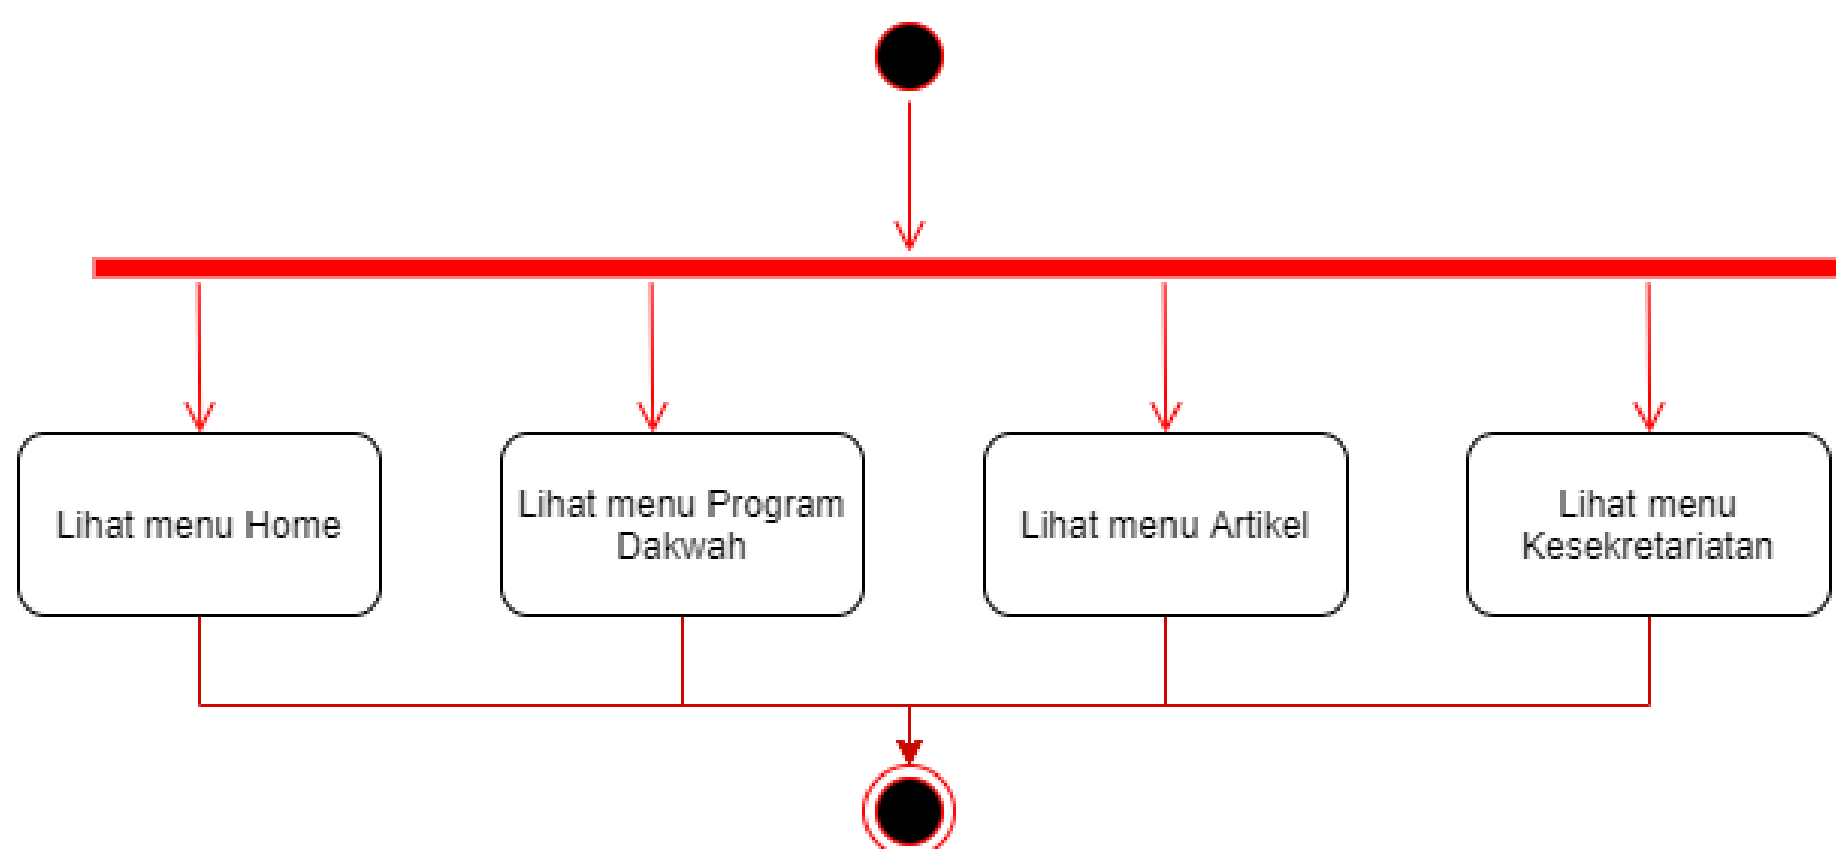 Lihat menu Home
Lihat menu Program
Dakwah
Lihat menu Artikel
Lihat menu
Kesekretariatan